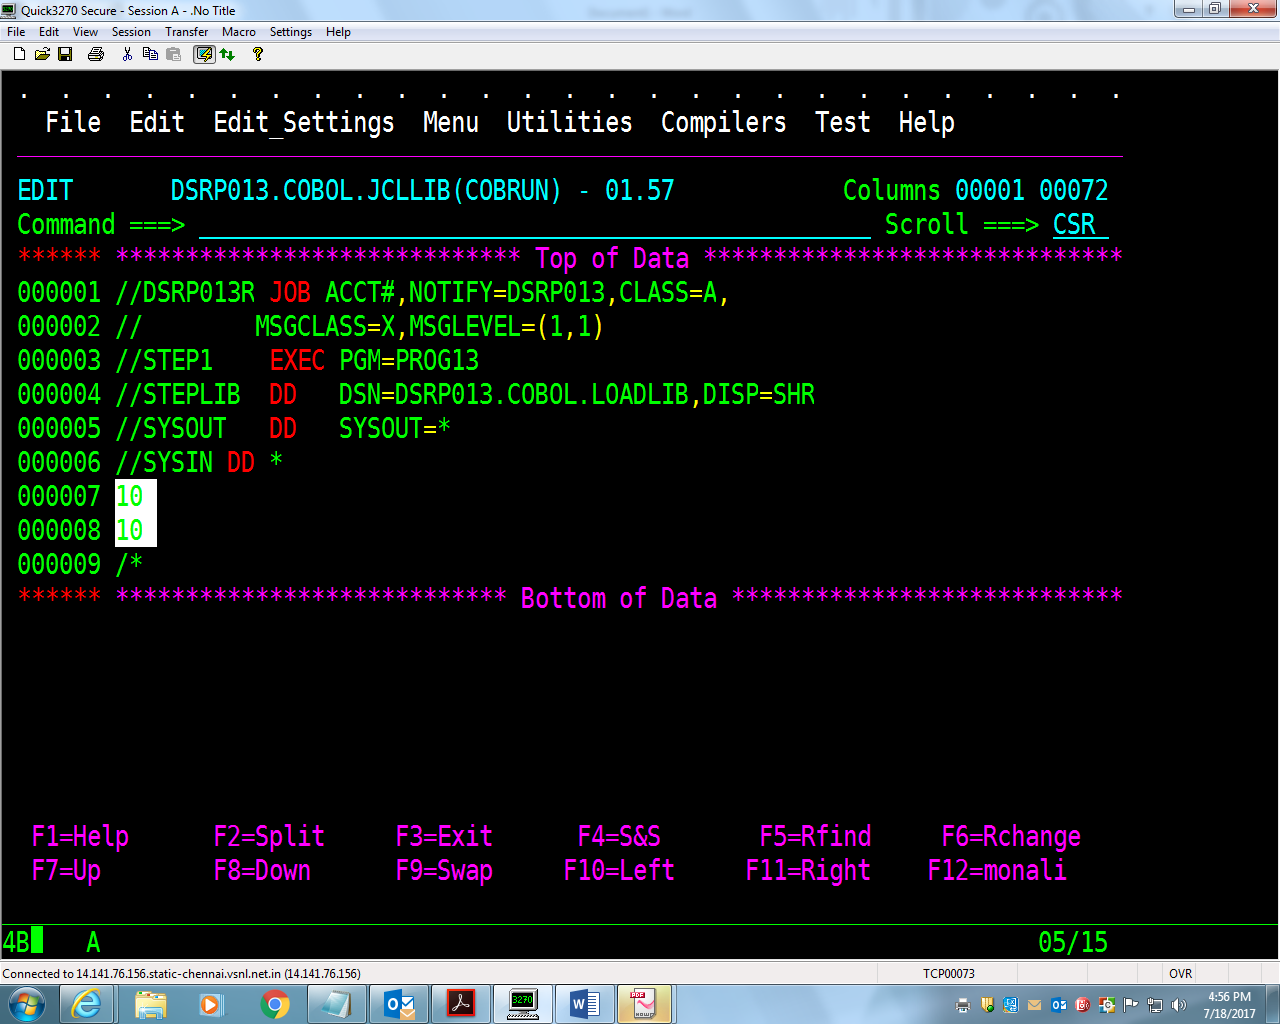 Quick3270 Secure - Session A - .No Title
File Edit View Session Transfer Macro Settings Help
. . . . . . . . . . . . . . . . . . . . . . . . . . .
File Edit Edit_Settings Menu Utilities Compilers Test Help
EDIT DSRP013.COBOL.JCLLIB(COBRUN) - 01.57 Columns 00001 00072
Command ===> Scroll ===> CSR
****** ***************************** Top of Data ******************************
000001 //DSRP013R JOB ACCT#,NOTIFY=DSRP013,CLASS=A,
000002 // MSGCLASS=X,MSGLEVEL=(1,1)
000003 //STEP1 EXEC PGM=PROG13
000004 //STEPLIB DD DSN=DSRP013.COBOL.LOADLIB,DISP=SHR
000005 //SYSOUT DD SYSOUT=*
000006 //SYSIN DD *
000007 10
000008 10
000009 /*
****** **************************** Bottom of Data ****************************
F1=Help F2=Split F3=Exit F4=S&S F5=Rfind F6=Rchange
F7=Up F8=Down F9=Swap F10=Left F11=Right F12=monali
4B A 05/15
Connected to 14.141.76.156.static-chennai.vsnl.net.in (14.141.76.156) TCP00073 OVR
3270
PDF
4:56 PM
7/18/2017